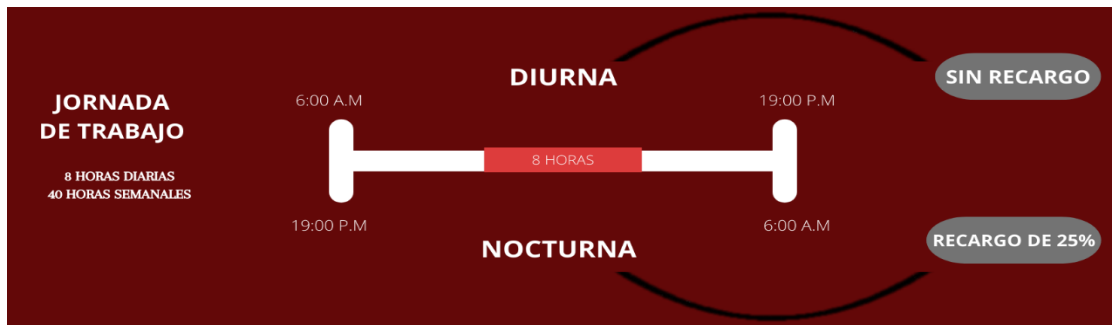 JORNADA
DE TRABAJO
8 HORAS DIARIAS
40 HORAS SEMANALES
DIURNA
6:00 A.M
19:00 P.M
8 HORAS
19:00 P.M
6:00 A.M
NOCTURNA
SIN RECARGO
RECARGO DE 25%